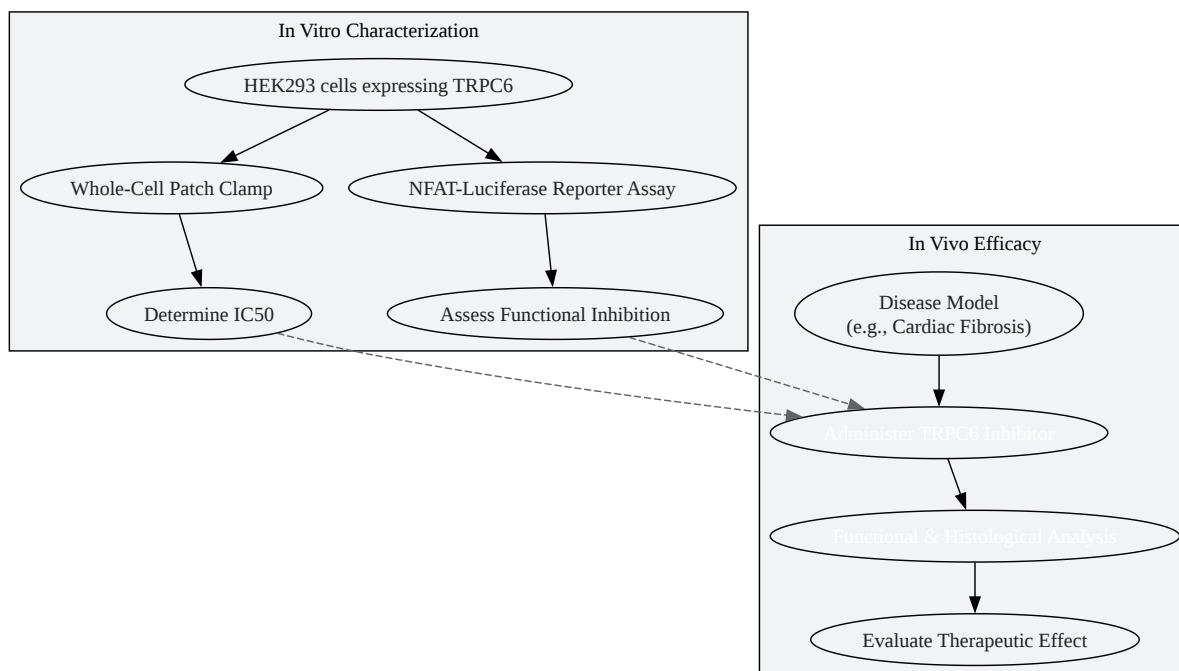 In Vitro Characterization
HEK293 cells expressing TRPC6
Whole-Cell Patch Clamp
NFAT-Luciferase Reporter Assay
Determine IC50
Assess Functional Inhibition
In Vivo Efficacy
Disease Model
(e.g., Cardiac Fibrosis)
Administer TRPC6 Inhibitor
Functional & Histological Analysis
Evaluate Therapeutic Effect